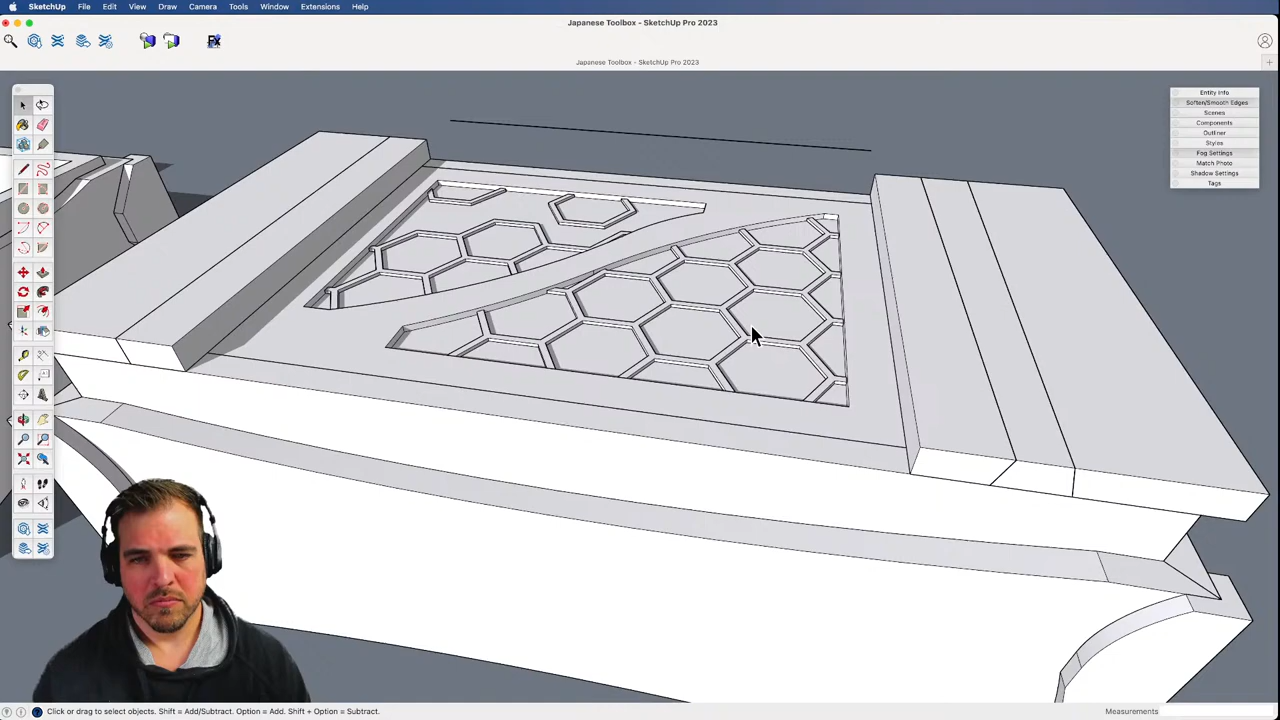 SketchUp File Edit View Draw Camera Tools Window Extensions Help
Japanese Toolbox - SketchUp Pro 2023
Japanese Toolbox - SketchUp Pro 2023
Entity Info
Soften/Smooth Edges
Scenes
Components
Outliner
Styles
Fog Settings
Match Photo
Shadow Settings
Tags
Click or drag to select objects. Shift = Add/Subtract. Option = Add. Shift + Option = Subtract.
Measurements